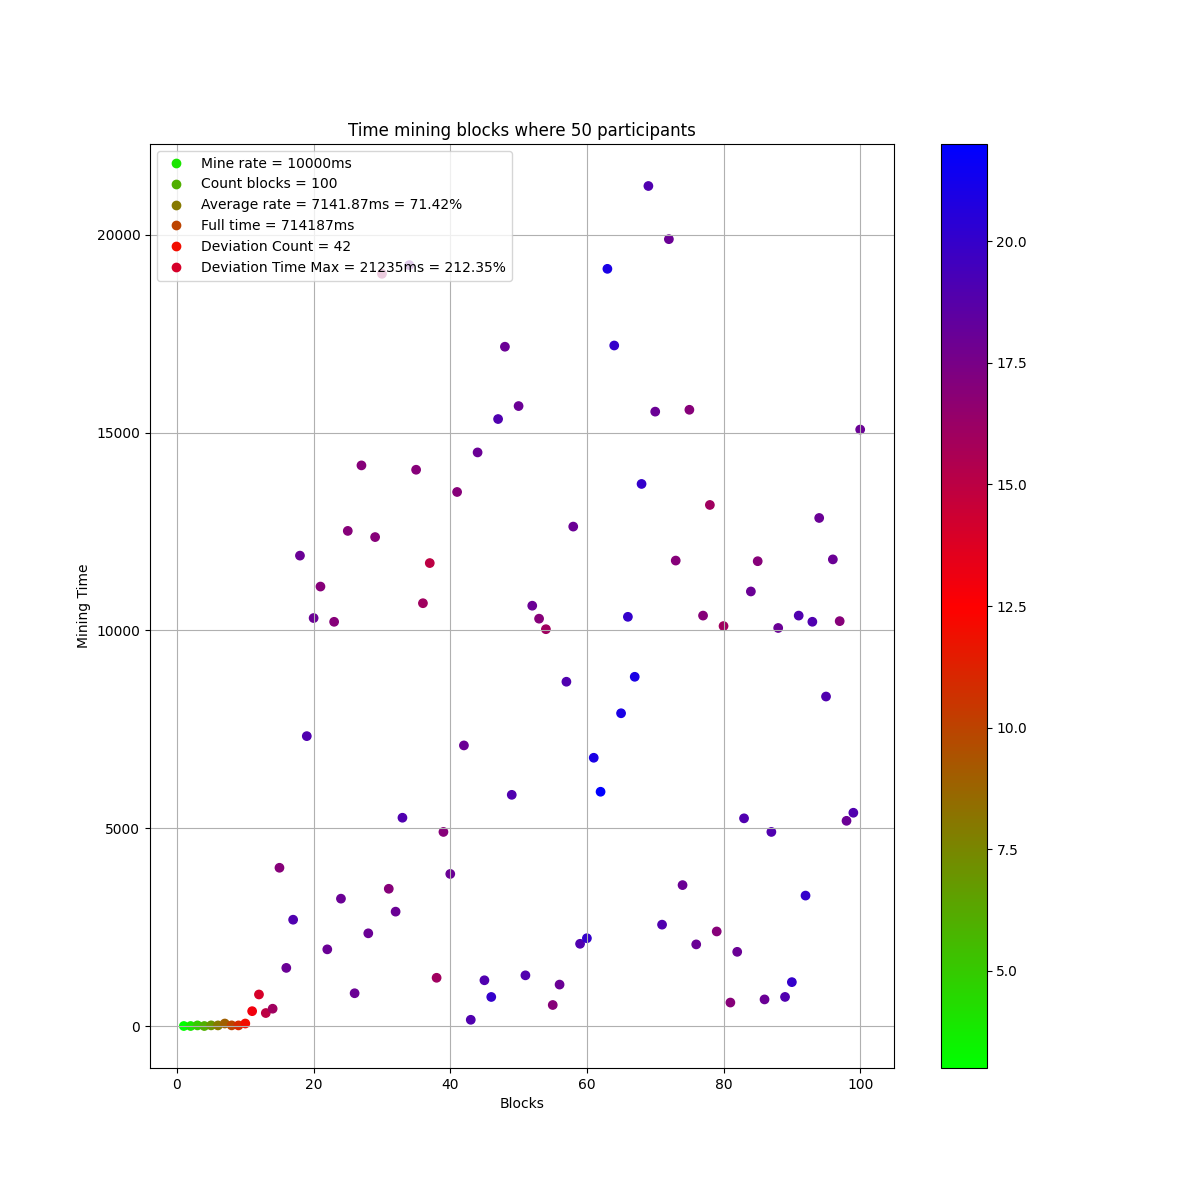 Time mining blocks where 50 participants
Mine rate = 10000ms
Count blocks = 100
Average rate = 7141.87ms = 71.42%
Full time = 714187ms
Deviation Count = 42
Deviation Time Max = 21235ms = 212.35%
20000
15000
10000
5000
0
Mining Time
0 20 40 60 80 100
Blocks
20.0
17.5
15.0
12.5
10.0
7.5
5.0